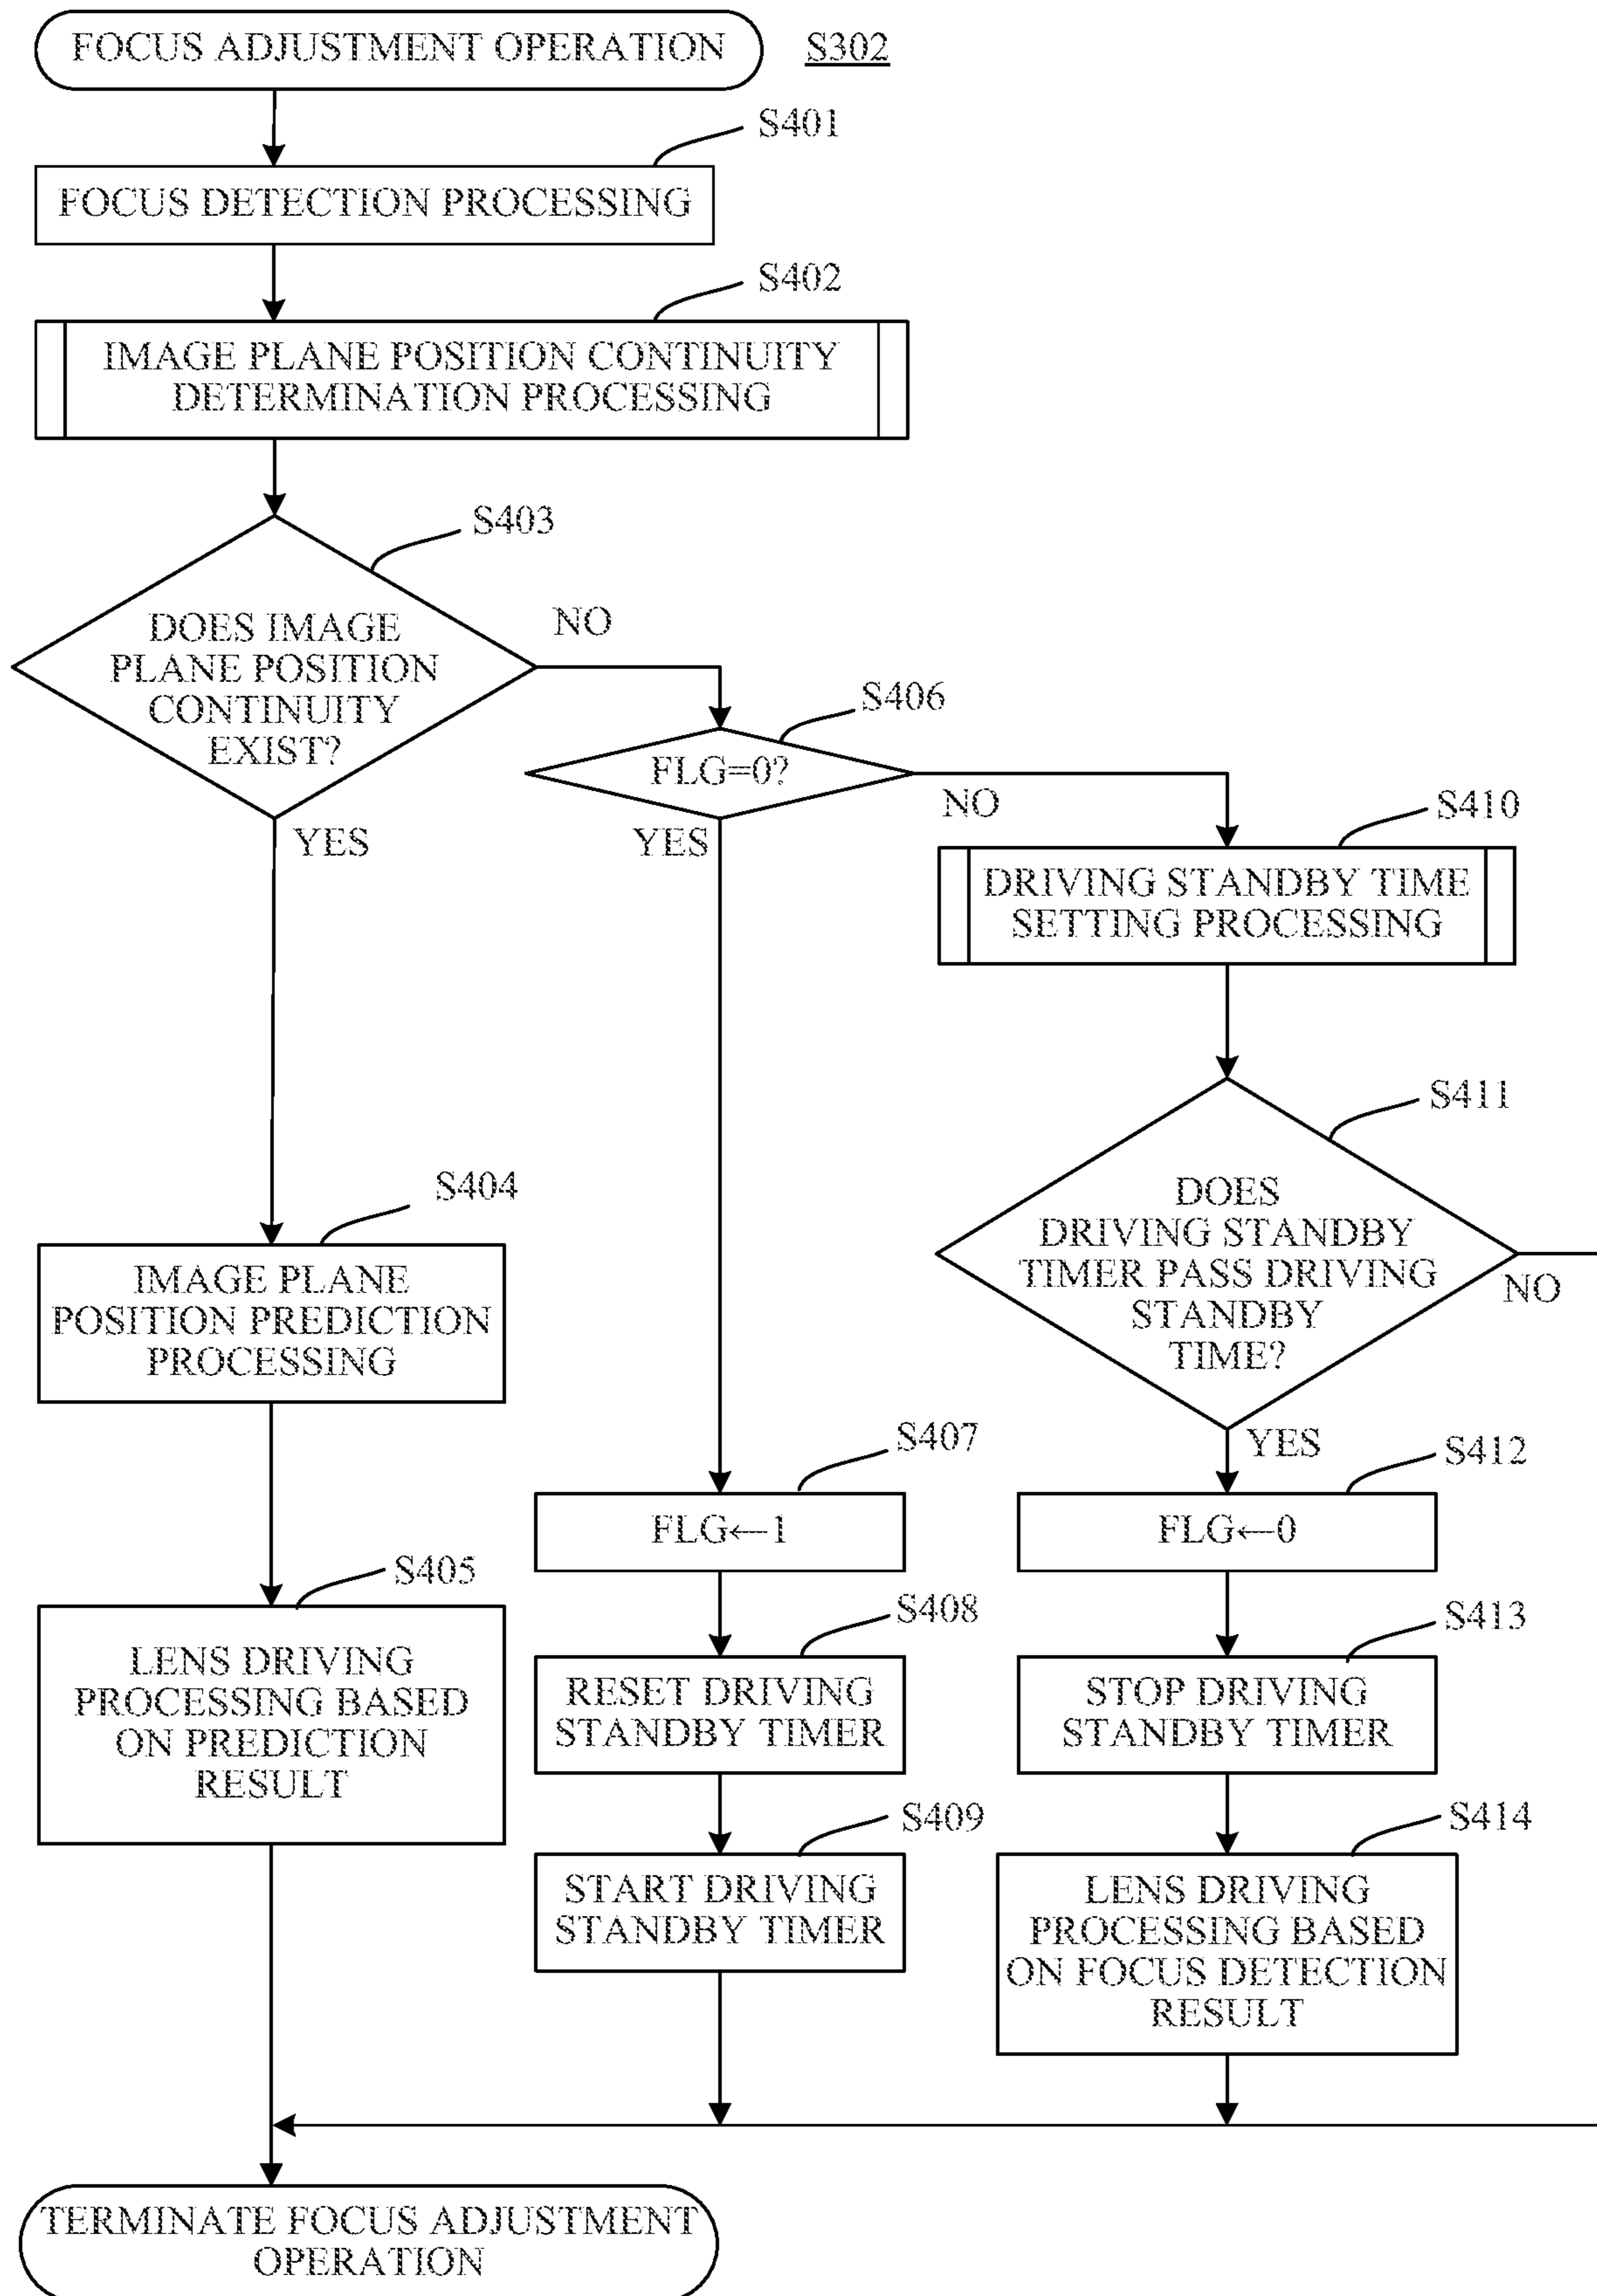 FOCUS ADJUSTMENT OPERATION
S302
S401
FOCUS DETECTION PROCESSING
S402
IMAGE PLANE POSITION CONTINUITY
DETERMINATION PROCESSING
S403
DOES IMAGE
PLANE POSITION
CONTINUITY
EXIST?
NO
YES
S406
FLG=0?
NO
YES
S410
DRIVING STANDBY TIME
SETTING PROCESSING
S411
DOES
DRIVING STANDBY
TIMER PASS DRIVING
STANDBY
TIME?
NO
YES
S404
IMAGE PLANE
POSITION PREDICTION
PROCESSING
S405
LENS DRIVING
PROCESSING BASED
ON PREDICTION
RESULT
S407
FLG←1
S408
RESET DRIVING
STANDBY TIMER
S409
START DRIVING
STANDBY TIMER
S412
FLG←0
S413
STOP DRIVING
STANDBY TIMER
S414
LENS DRIVING
PROCESSING BASED
ON FOCUS DETECTION
RESULT
TERMINATE FOCUS ADJUSTMENT
OPERATION